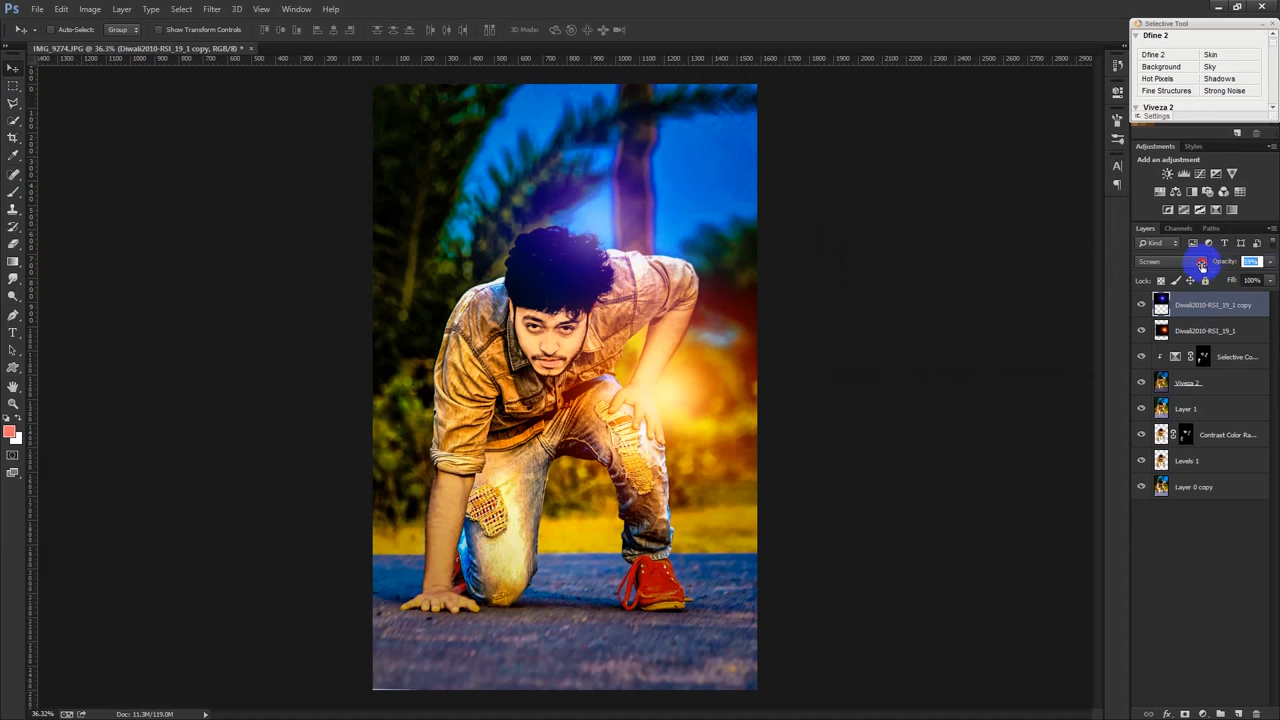 Ps File Edit Image Layer Type Select Filter 3D View Window Help
Auto-Select: Group Show Transform Controls 3D Mode:
IMG_9274.JPG @ 36.3% (Diwali2010-RSI_19_1 copy, RGB/8) *
Selective Tool
Dfine 2
Dfine 2 Skin
Background Sky
Hot Pixels Shadows
Fine Structures Strong Noise
Viveza 2
Settings
Adjustments Styles
Add an adjustment
Layers Channels Paths
Kind
Screen Opacity:
Lock: Fill: 100%
Diwali2010-RSI_19_1 copy
Diwali2010-RSI_19_1
Selective Co...
Viveza 2
Layer 1
Contrast Color Ra...
Levels 1
Layer 0 copy
36.32% Doc: 11.3M/119.0M